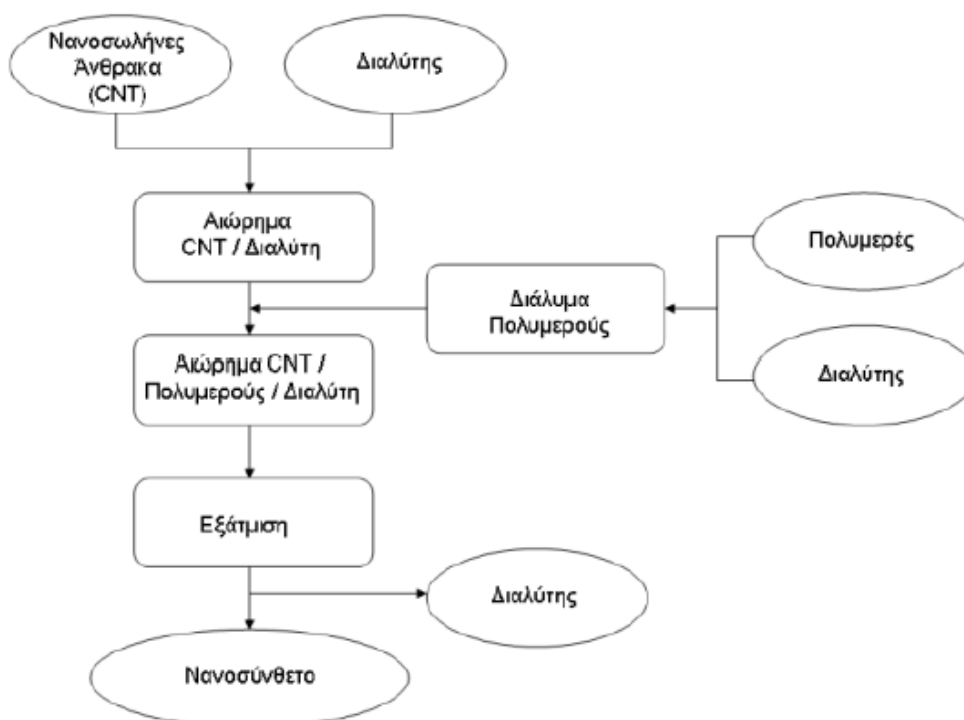 Νανοσωλήνες
Άνθρακα
(CNT)
Διαλύτης
Αιώρημα
CNT / Διαλύτη
Πολυμερές
Διάλυμα
Πολυμερούς
Αιώρημα CNT /
Πολυμερούς / Διαλύτη
Διαλύτης
Εξάτμιση
Διαλύτης
Νανοσύνθετο